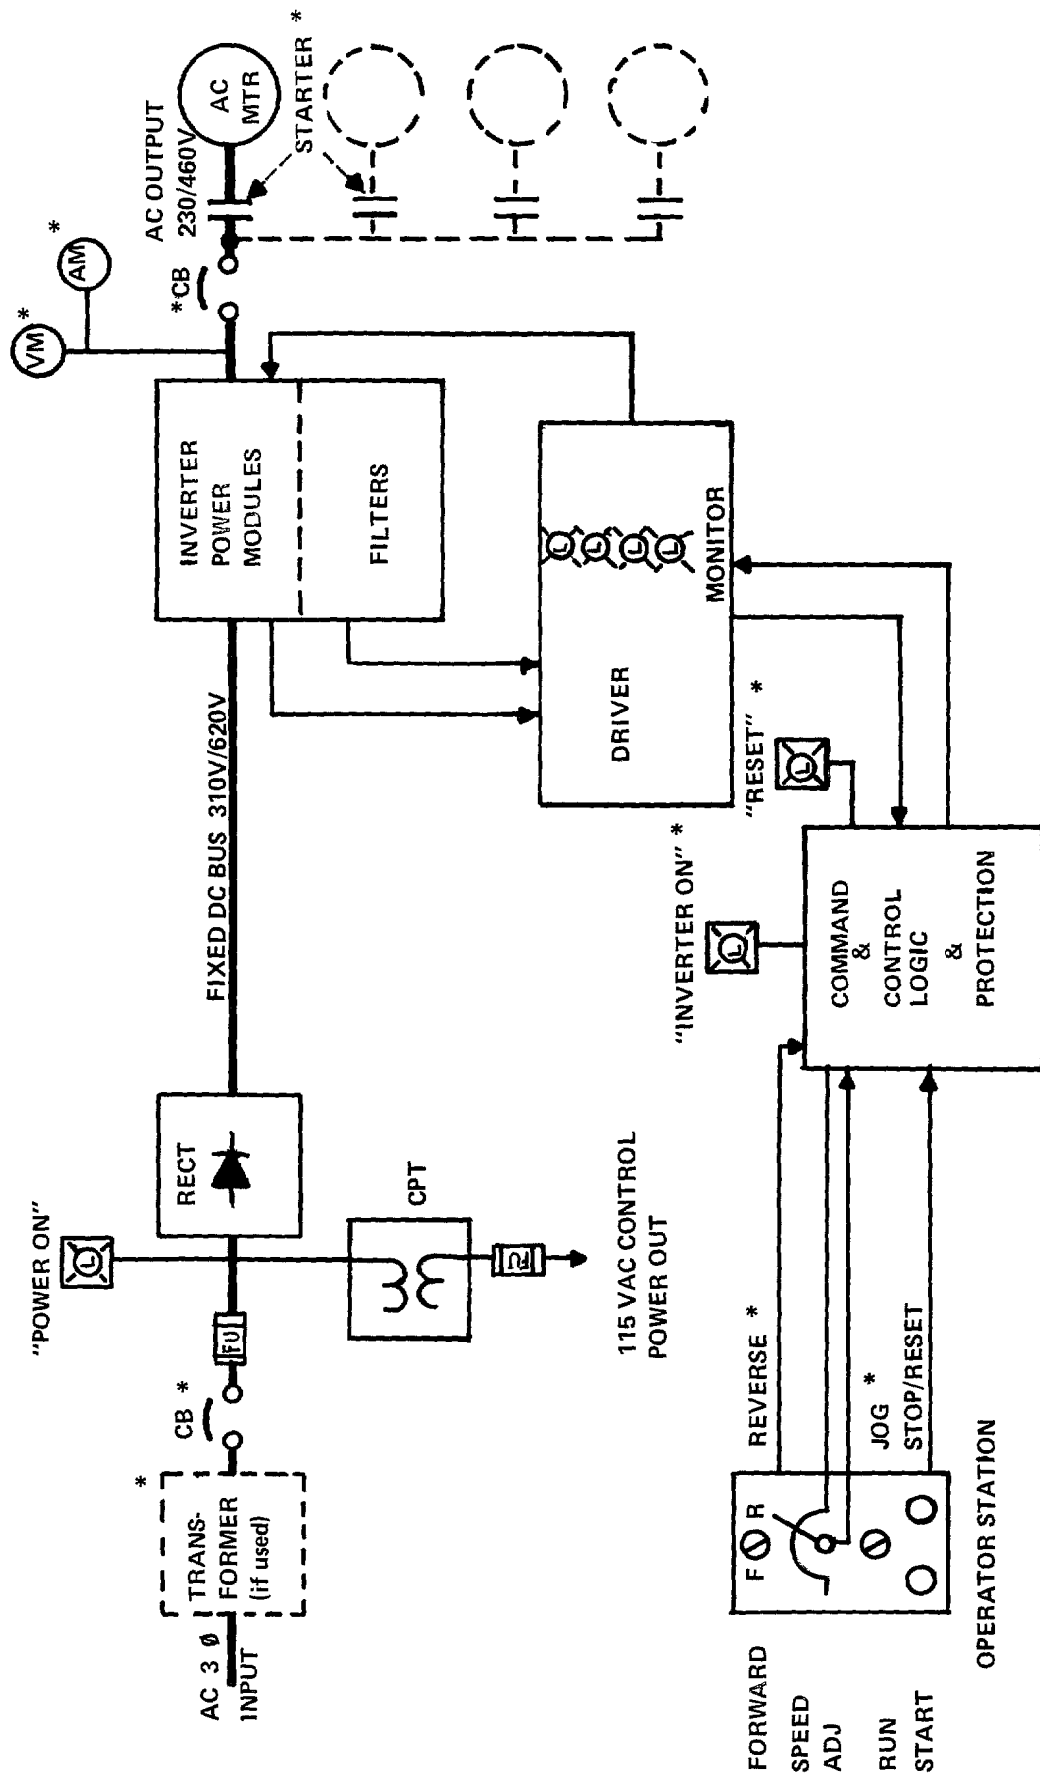 AC 3 Ø
INPUT
TRANS-
FORMER
(if used)
*
CB *
FU
"POWER ON"
L
RECT
CPT
FU
115 VAC CONTROL
POWER OUT
FIXED DC BUS 310V/620V
INVERTER
POWER
MODULES
FILTERS
VM *
AM *
*CB
AC OUTPUT
230/460V
AC
MTR
STARTER *
DRIVER
L
L
L
L
MONITOR
"RESET" *
L
"INVERTER ON" *
L
COMMAND
&
CONTROL
LOGIC
&
PROTECTION
FORWARD
F
R
REVERSE *
SPEED
ADJ
RUN
JOG *
START
STOP/RESET
OPERATOR STATION